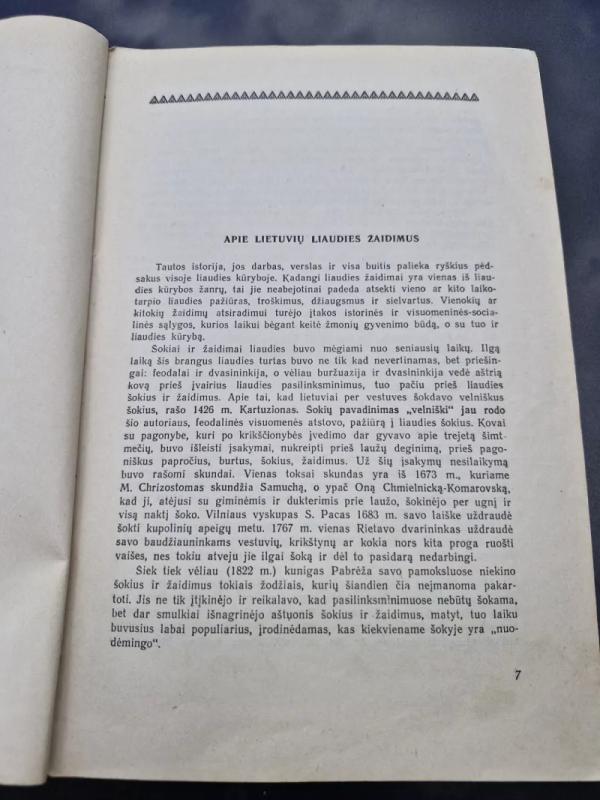 APIE LIETUVIŲ LIAUDIES ŽAIDIMUS
Tautos istorija, jos darbas, verslas ir visa buitis palieka ryškius pėd-
sakus visoje liaudies kūryboje. Kadangi liaudies žaidimai yra vienas iš liau-
dies kūrybos žanrų, tai jie neabejotinai padeda atsekti vieno ar kito laiko-
tarpio liaudies pažiūras, troškimus, džiaugsmus ir sielvartus. Vienokių ar
kitokių žaidimų atsiradimui turėjo įtakos istorinės ir visuomeninės-socia-
linės sąlygos, kurios laikui bėgant keitė žmonių gyvenimo būdą, o su tuo ir
liaudies kūrybą.
Šokiai ir žaidimai liaudies buvo mėgiami nuo seniausių laikų. Ilgą
laiką šis brangus liaudies turtas buvo ne tik kad nevertinamas, bet priešin-
gai: feodalai ir dvasininkija, o vėliau buržuazija ir dvasininkija vedė aštrią
kovą prieš įvairius liaudies pasilinksminimus, tuo pačiu prieš liaudies
šokius ir žaidimus. Apie tai, kad lietuviai per vestuves šokdavo velniškus
šokius, rašo 1426 m. Kartuzionas. Šokių pavadinimas „velniški“ jau rodo
šio autoriaus, feodalinės visuomenės atstovo, pažiūrą į liaudies šokius. Kovai
su pagonybe, kuri po krikščionybės įvedimo dar gyvavo apie trejetą šimt-
mečių, buvo išleisti įsakymai, nukreipti prieš laužų deginimą, prieš pago-
niškus papročius, burtus, šokius, žaidimus. Už šių įsakymų nesilaikymą
buvo rašomi skundai. Vienas toksai skundas yra iš 1673 m., kuriame
M. Chrizostomas skundžia Samuchą, o ypač Oną Chmielnicką-Komarovską,
kad ji, atėjusi su giminėmis ir dukterimis prie laužo, šokinėjo per ugnį ir
visą naktį šoko. Vilniaus vyskupas S. Pacas 1683 m. savo laiške uždraudė
šokti kupolinių apeigų metu. 1767 m. vienas Rietavo dvarininkas uždraudė
savo baudžiauninkams vestuvių, krikštynų ar kokia nors kita proga ruošti
vaišes, nes tokiu atveju jie ilgai šoką ir dėl to pasidarą nedarbingi.
Šiek tiek vėliau (1822 m.) kunigas Pabrėža savo pamoksluose niekino
šokius ir žaidimus tokiais žodžiais, kurių šiandien čia neįmanoma pakar-
toti. Jis ne tik įtjkinėjo ir reikalavo, kad pasilinksminimuose nebūtų šokama,
bet dar smulkiai išnagrinėjo aštuonis šokius ir žaidimus, matyt, tuo laiku
buvusius labai populiarius, įrodinėdamas, kas kiekviename šokyje yra „nuo-
dėmingo“.
7